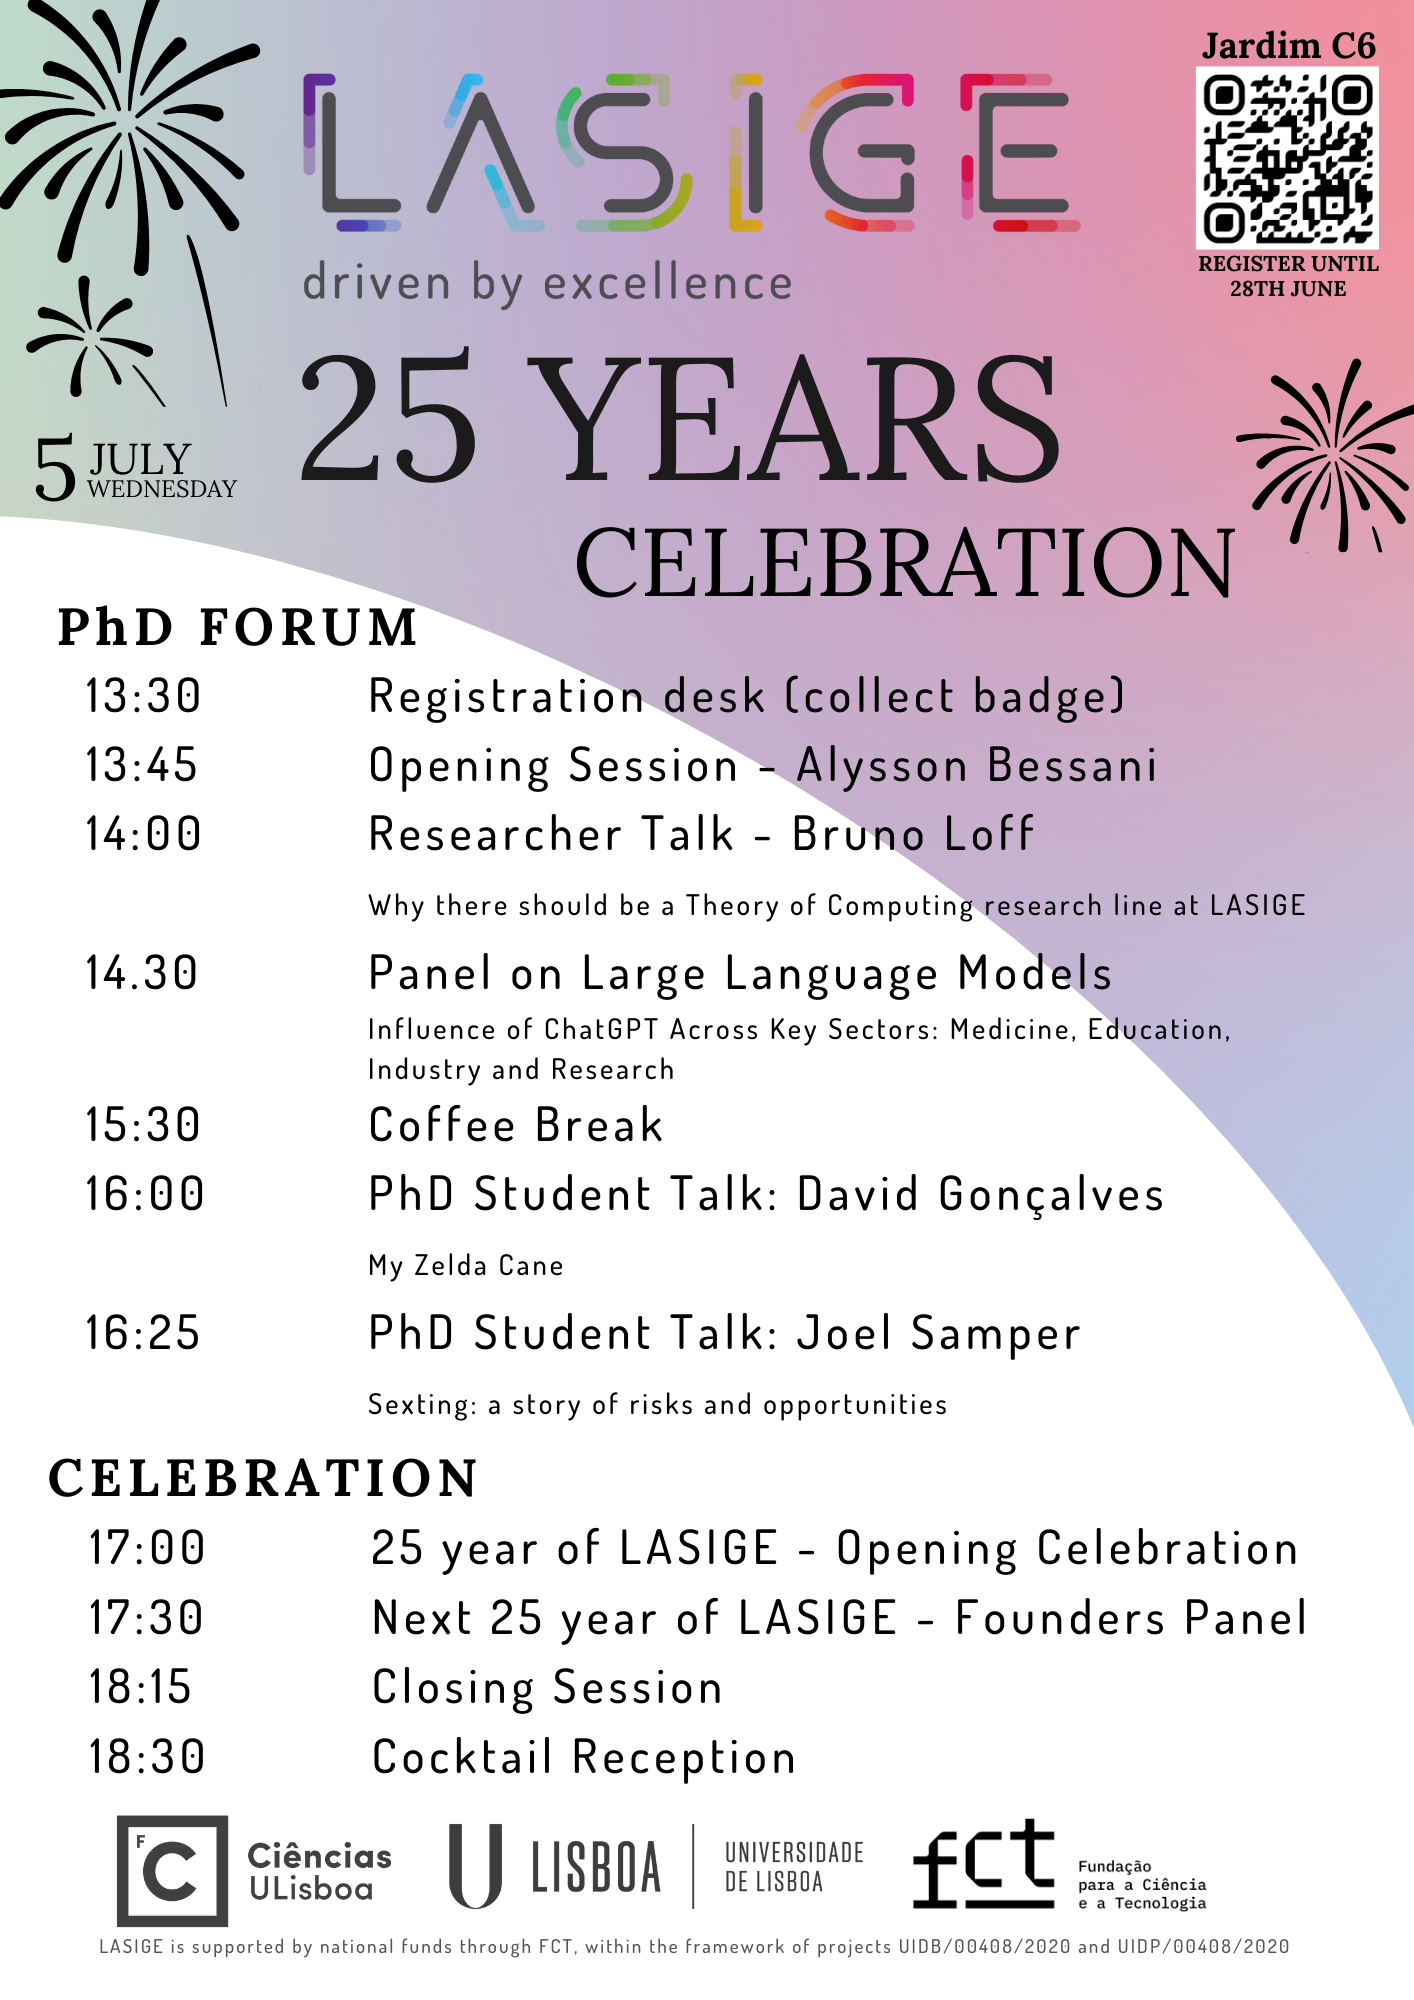 Jardim C6
LASIGE
driven by excellence
REGISTER UNTIL
28TH JUNE
25 YEARS
CELEBRATION
5 JULY
WEDNESDAY
PhD FORUM
13:30 Registration desk (collect badge)
13:45 Opening Session - Alysson Bessani
14:00 Researcher Talk - Bruno Loff
Why there should be a Theory of Computing research line at LASIGE
14.30 Panel on Large Language Models
Influence of ChatGPT Across Key Sectors: Medicine, Education,
Industry and Research
15:30 Coffee Break
16:00 PhD Student Talk: David Gonçalves
My Zelda Cane
16:25 PhD Student Talk: Joel Samper
Sexting: a story of risks and opportunities
CELEBRATION
17:00 25 year of LASIGE - Opening Celebration
17:30 Next 25 year of LASIGE - Founders Panel
18:15 Closing Session
18:30 Cocktail Reception
FC Ciências
ULisboa
U LISBOA
UNIVERSIDADE
DE LISBOA
fct
Fundação
para a Ciência
e a Tecnologia
LASIGE is supported by national funds through FCT, within the framework of projects UIDB/00408/2020 and UIDP/00408/2020